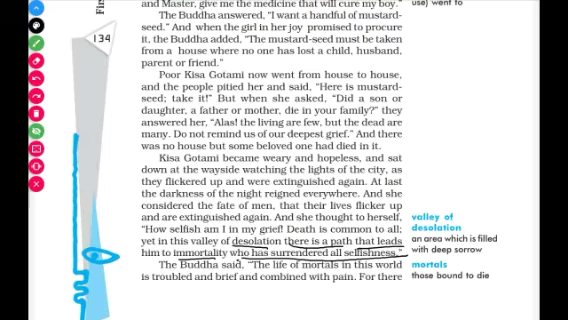 and Master, give me the medicine that will cure my boy."
The Buddha answered, "I want a handful of mustard-
seed." And when the girl in her joy promised to procure
it, the Buddha added, "The mustard-seed must be taken
from a house where no one has lost a child, husband,
parent or friend."
Poor Kisa Gotami now went from house to house,
and the people pitied her and said, "Here is mustard-
seed; take it!" But when she asked, "Did a son or
daughter, a father or mother, die in your family?" they
answered her, "Alas! the living are few, but the dead are
many. Do not remind us of our deepest grief." And there
was no house but some beloved one had died in it.
Kisa Gotami became weary and hopeless, and sat
down at the wayside watching the lights of the city, as
they flickered up and were extinguished again. At last
the darkness of the night reigned everywhere. And she
considered the fate of men, that their lives flicker up
and are extinguished again. And she thought to herself,
"How selfish am I in my grief! Death is common to all;
yet in this valley of desolation there is a path that leads
him to immortality who has surrendered all selfishness."
The Buddha said, "The life of mortals in this world
is troubled and brief and combined with pain. For there
use) went to
valley of
desolation
an area which is filled
with deep sorrow
mortals
those bound to die
134